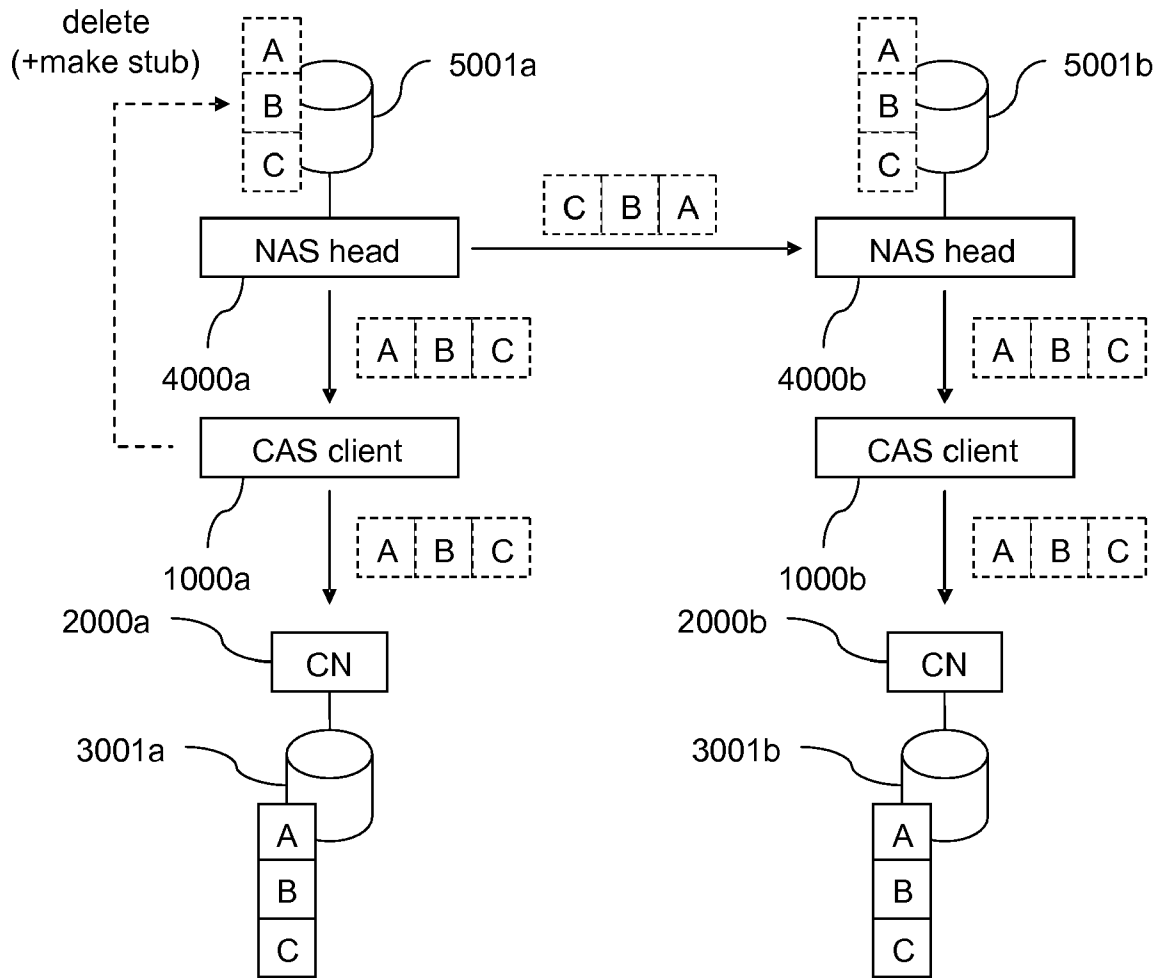 delete
(+make stub)
A
B
C
5001a
A
B
C
5001b
C B A
NAS head
NAS head
A B C
A B C
4000a
4000b
CAS client
CAS client
A B C
A B C
1000a
1000b
2000a
2000b
CN
CN
3001a
3001b
A
B
C
A
B
C